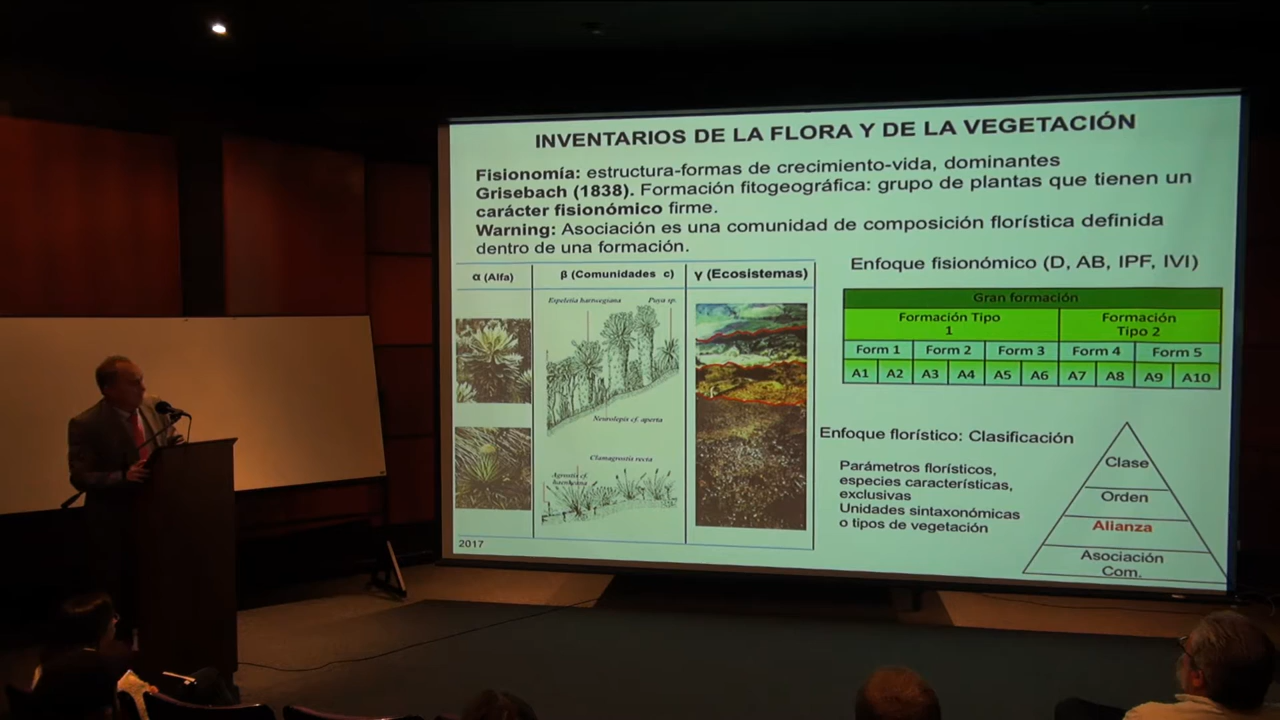 INVENTARIOS DE LA FLORA Y DE LA VEGETACIÓN
Fisionomía: estructura-formas de crecimiento-vida, dominantes
Grisebach (1838). Formación fitogeográfica: grupo de plantas que tienen un
carácter fisionómico firme.
Warning: Asociación es una comunidad de composición florística definida
dentro de una formación.
α (Alfa)
β (Comunidades c)
γ (Ecosistemas)
Espeletia hartwegiana
Puya sp.
Neurolepis cf. aperta
Clamagrostis recta
Agrostis cf.
haenkeana
2017
Enfoque fisionómico (D, AB, IPF, IVI)
Gran formación
Formación Tipo
1
Formación
Tipo 2
Form 1
Form 2
Form 3
Form 4
Form 5
A1
A2
A3
A4
A5
A6
A7
A8
A9
A10
Enfoque florístico: Clasificación
Parámetros florísticos,
especies características,
exclusivas
Unidades sintaxonómicas
o tipos de vegetación
Clase
Orden
Alianza
Asociación
Com.